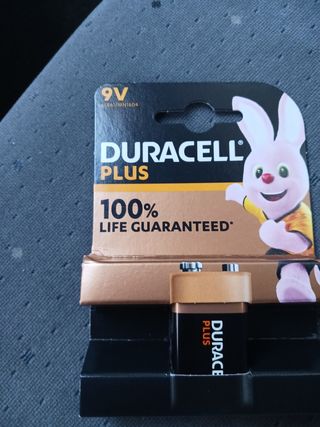 9V
DURACELL
PLUS
100%
LIFE GUARANTEED*
DURACE
PLUS